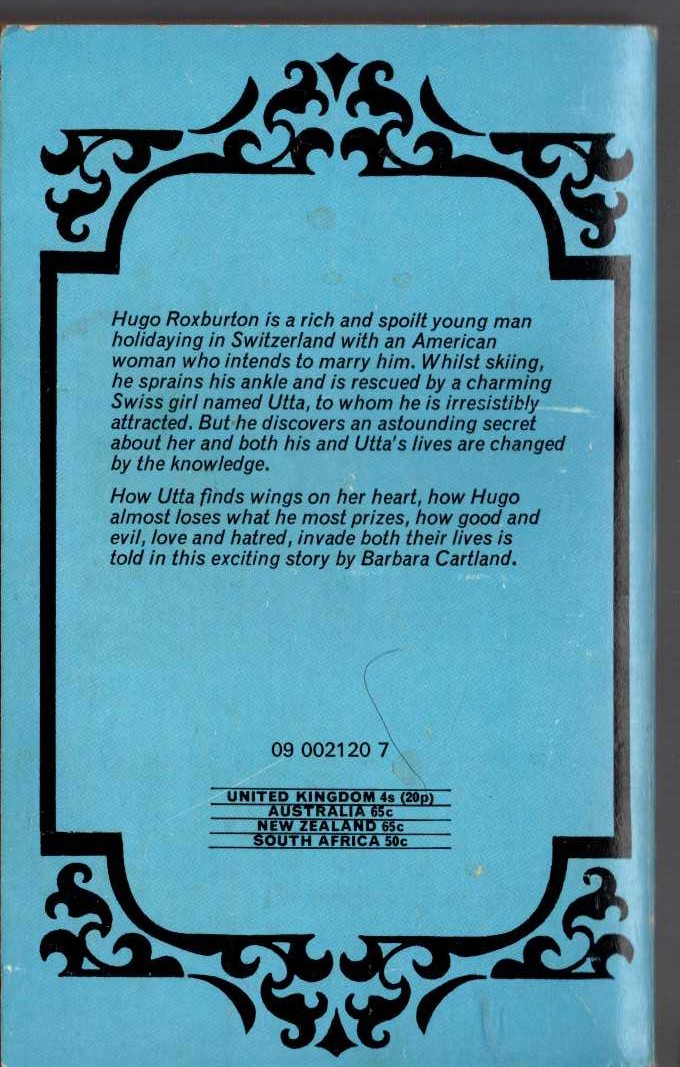 Hugo Roxburton is a rich and spoilt young man
holidaying in Switzerland with an American
woman who intends to marry him. Whilst skiing,
he sprains his ankle and is rescued by a charming
Swiss girl named Utta, to whom he is irresistibly
attracted. But he discovers an astounding secret
about her and both his and Utta's lives are changed
by the knowledge.
How Utta finds wings on her heart, how Hugo
almost loses what he most prizes, how good and
evil, love and hatred, invade both their lives is
told in this exciting story by Barbara Cartland.
09 002120 7
UNITED KINGDOM 4s (20p)
AUSTRALIA 65c
NEW ZEALAND 65c
SOUTH AFRICA 50c